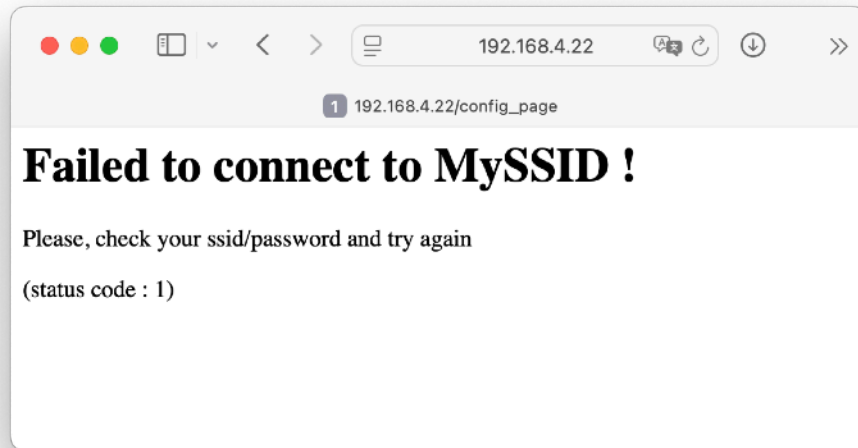 192.168.4.22
1 192.168.4.22/config_page
Failed to connect to MySSID !
Please, check your ssid/password and try again
(status code : 1)